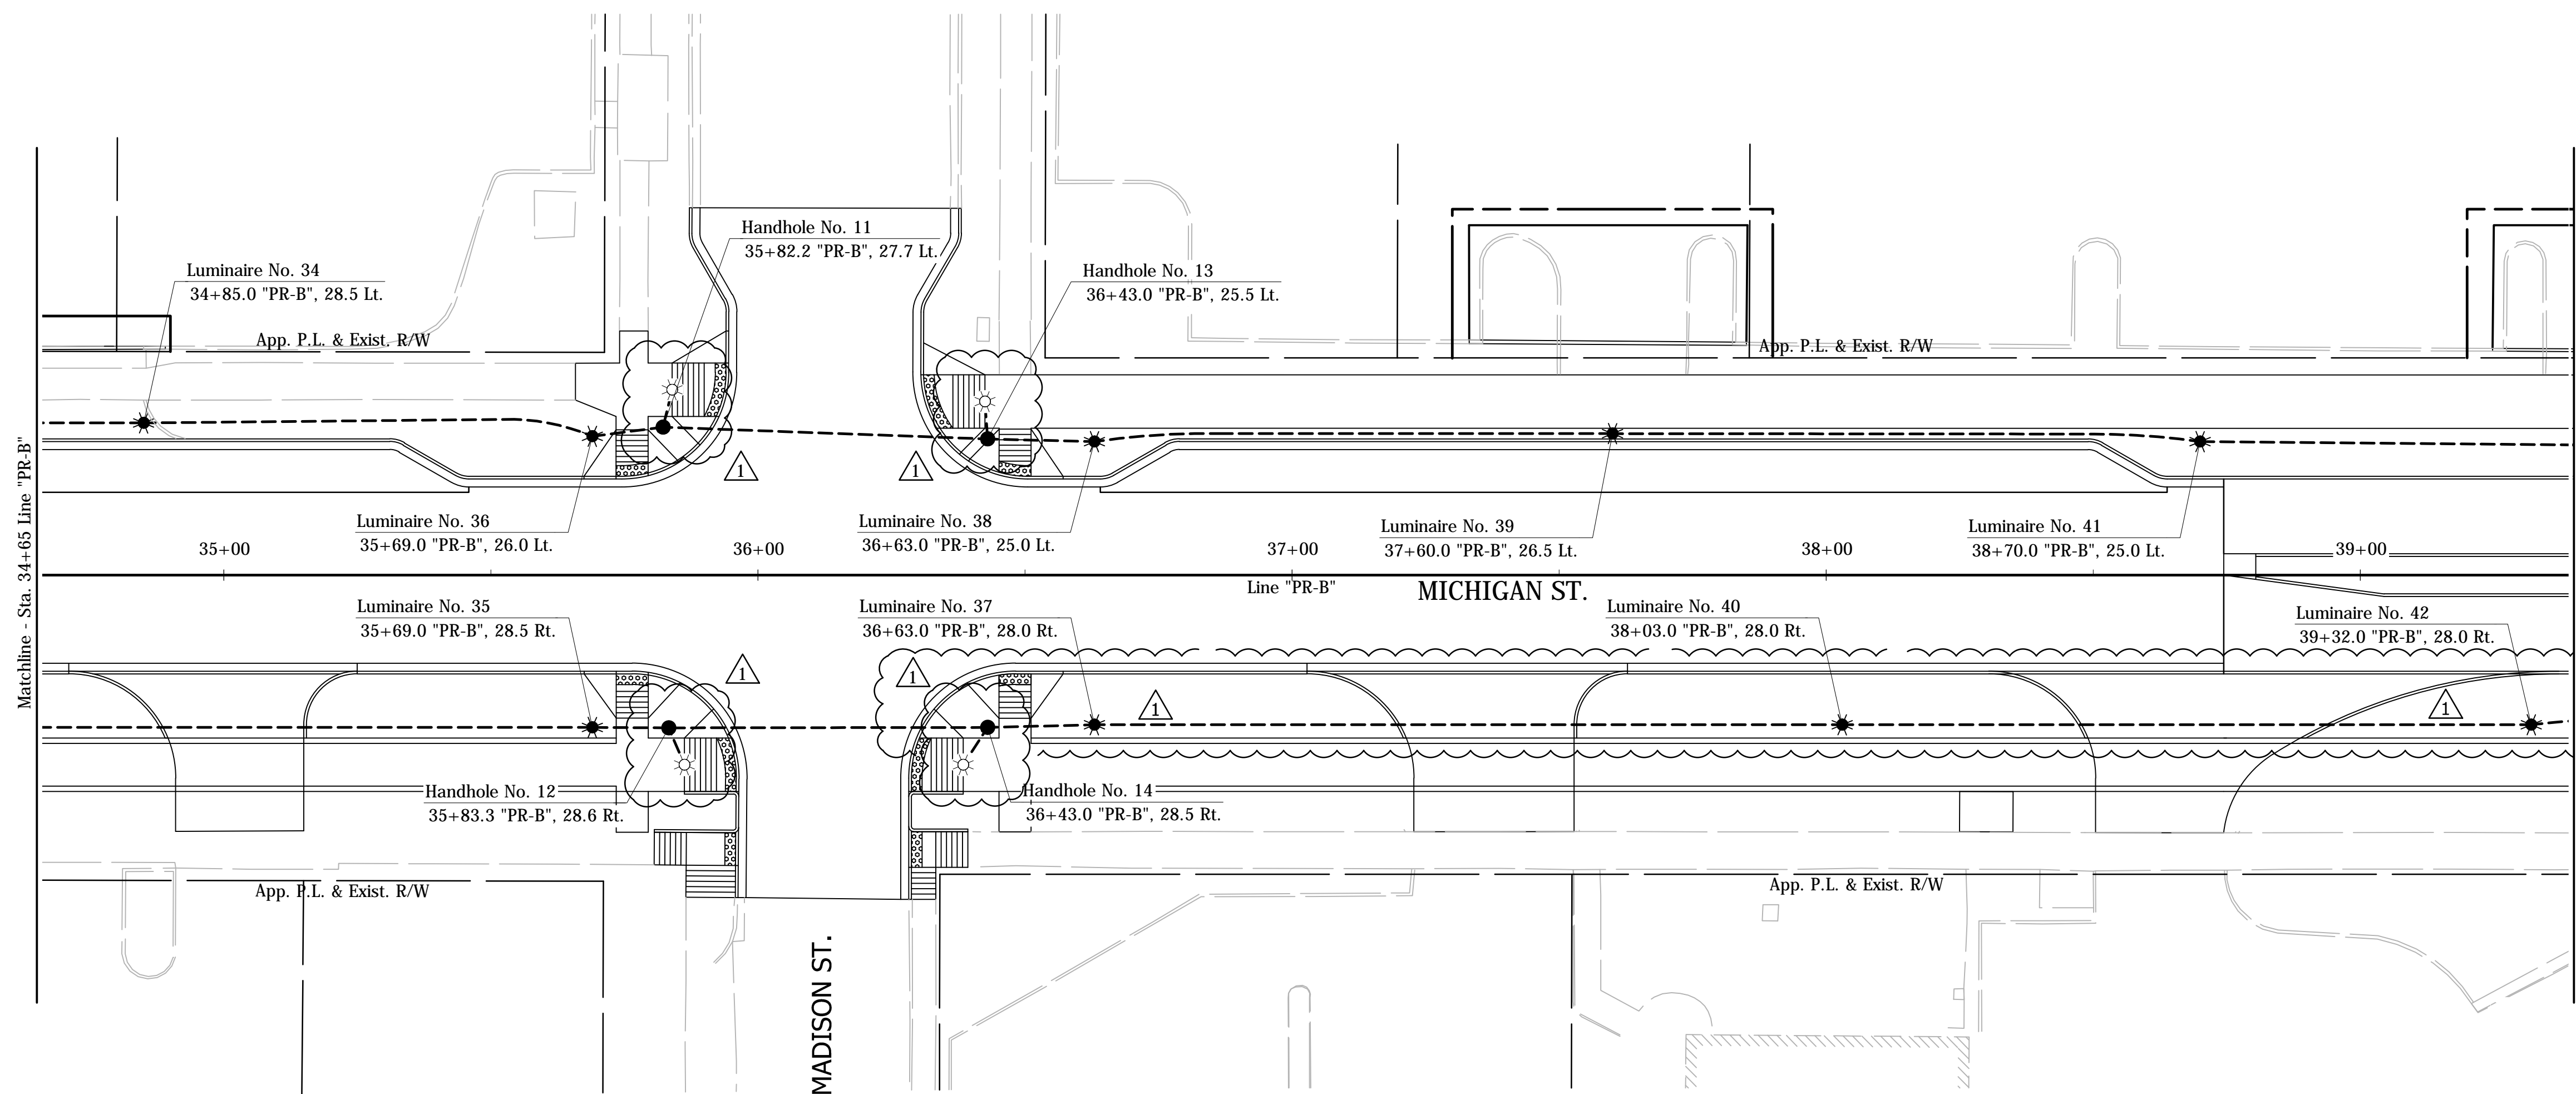 Handhole No. 11
35+82.2 "PR-B", 27.7 Lt.
Luminaire No. 34
34+85.0 "PR-B", 28.5 Lt.
Handhole No. 13
36+43.0 "PR-B", 25.5 Lt.
App. P.L. & Exist. R/W
App. P.L. & Exist. R/W
1
1
Matchline - Sta. 34+65 Line "PR-B"
Luminaire No. 36
35+69.0 "PR-B", 26.0 Lt.
Luminaire No. 38
36+63.0 "PR-B", 25.0 Lt.
Luminaire No. 39
37+60.0 "PR-B", 26.5 Lt.
Luminaire No. 41
38+70.0 "PR-B", 25.0 Lt.
35+00
36+00
37+00
38+00
39+00
Line "PR-B"
MICHIGAN ST.
Luminaire No. 35
35+69.0 "PR-B", 28.5 Rt.
Luminaire No. 37
36+63.0 "PR-B", 28.0 Rt.
Luminaire No. 40
38+03.0 "PR-B", 28.0 Rt.
Luminaire No. 42
39+32.0 "PR-B", 28.0 Rt.
1
1
1
1
Handhole No. 12
35+83.3 "PR-B", 28.6 Rt.
Handhole No. 14
36+43.0 "PR-B", 28.5 Rt.
App. P.L. & Exist. R/W
App. P.L. & Exist. R/W
MADISON ST.